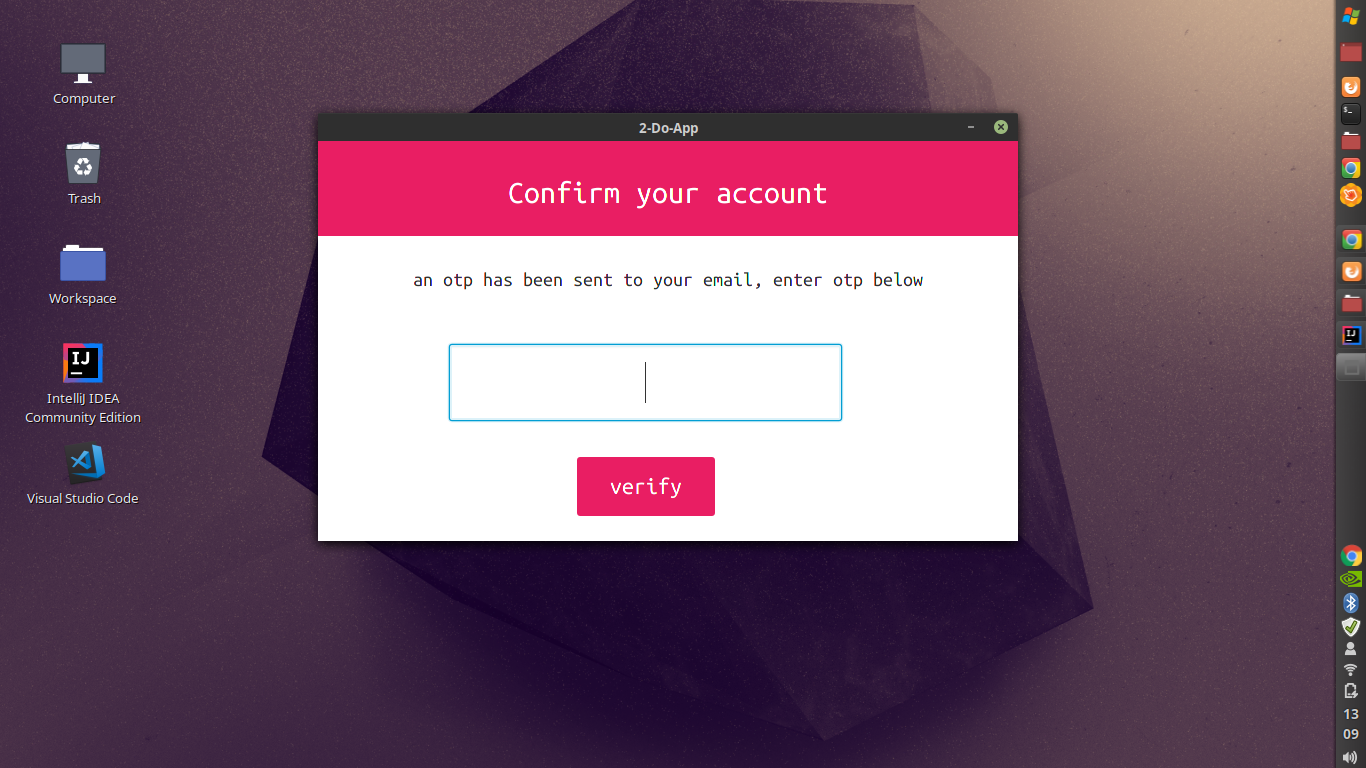 Computer
Trash
Workspace
IJ
IntelliJ IDEA
Community Edition
Visual Studio Code
2-Do-App
Confirm your account
an otp has been sent to your email, enter otp below
verify
$-
IJ
13
09